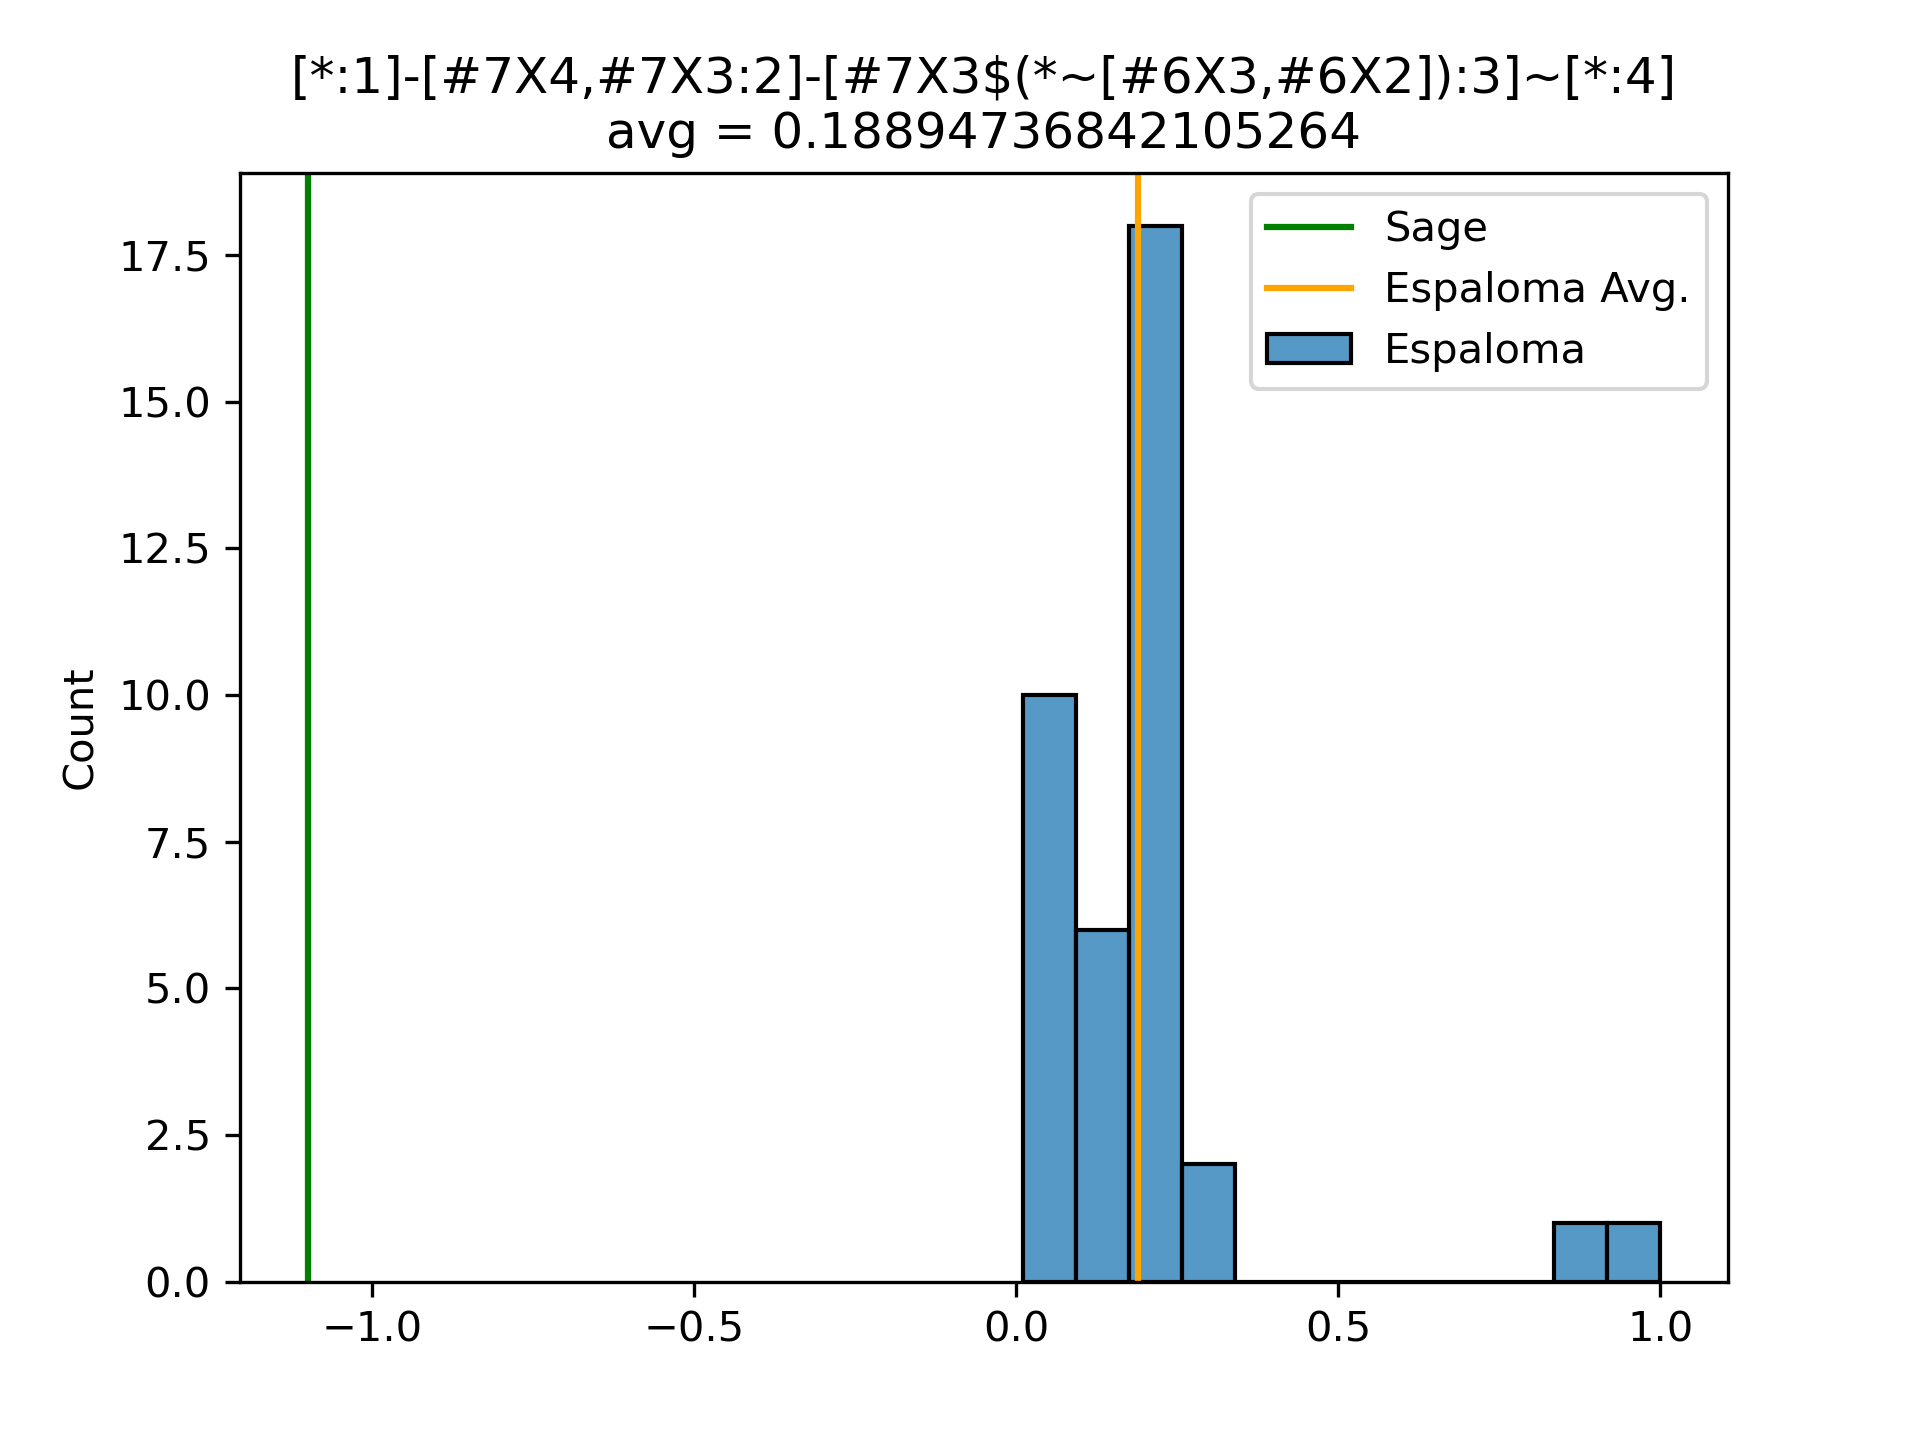 [*:1]-[#7X4,#7X3:2]-[#7X3$(*~[#6X3,#6X2]):3]~[*:4]
avg = 0.18894736842105264
Sage
Espaloma Avg.
Espaloma
Count
17.5
15.0
12.5
10.0
7.5
5.0
2.5
0.0
−1.0
−0.5
0.0
0.5
1.0